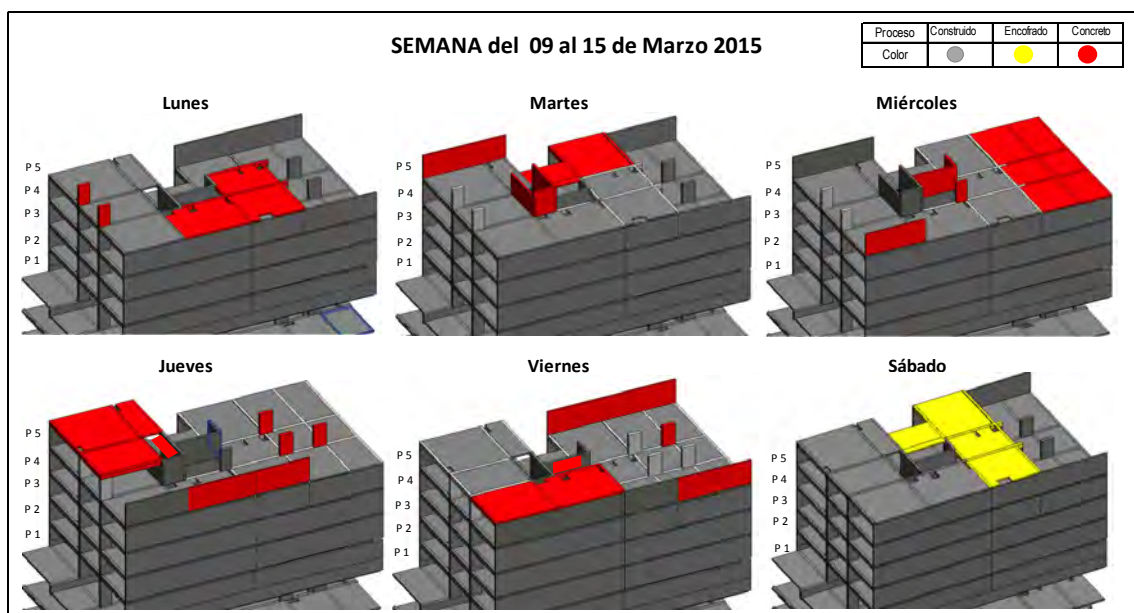 SEMANA del 09 al 15 de Marzo 2015
Proceso Construido Encofrado Concreto
Color
Lunes Martes Miércoles
P 5
P 4
P 3
P 2
P 1
P 5
P 4
P 3
P 2
P 1
P 5
P 4
P 3
P 2
P 1
Jueves Viernes Sábado
P 5
P 4
P 3
P 2
P 1
P 5
P 4
P 3
P 2
P 1
P 5
P 4
P 3
P 2
P 1